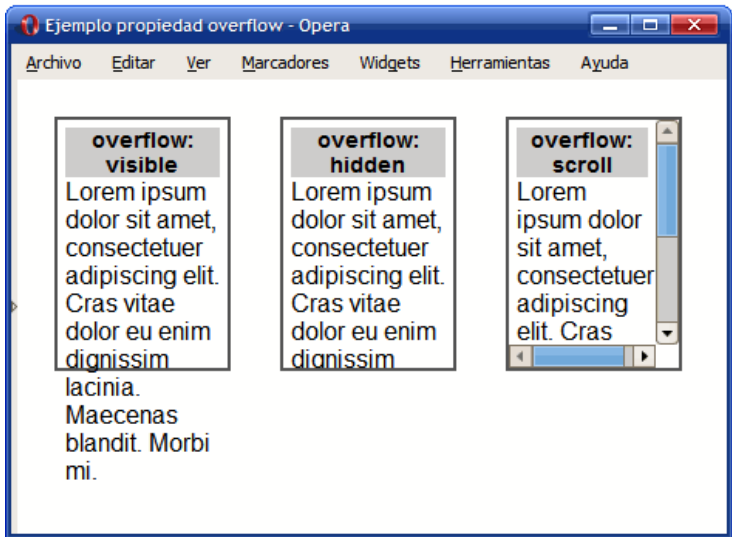 Ejemplo propiedad overflow - Opera
Archivo Editar Ver Marcadores Widgets Herramientas Ayuda
overflow:
visible
Lorem ipsum
dolor sit amet,
consectetuer
adipiscing elit.
Cras vitae
dolor eu enim
dignissim
lacinia.
Maecenas
blandit. Morbi
mi.
overflow:
hidden
Lorem ipsum
dolor sit amet,
consectetuer
adipiscing elit.
Cras vitae
dolor eu enim
dignissim
overflow:
scroll
Lorem
ipsum dolor
sit amet,
consectetuer
adipiscing
elit. Cras